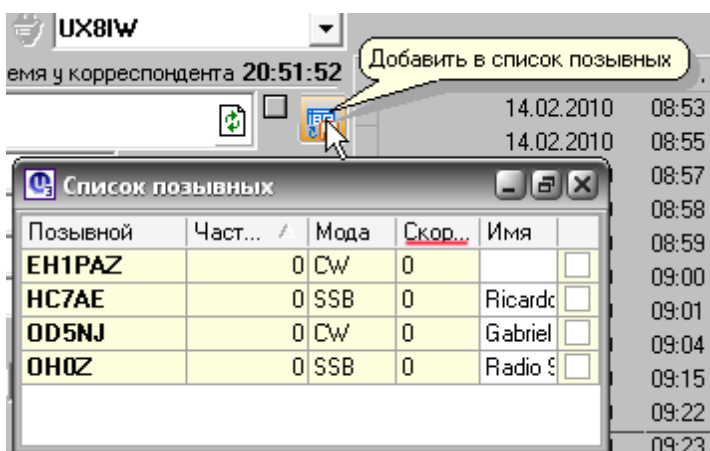 UX8IW
Добавить в список позывных
емя у корреспондента 20:51:52
14.02.2010 08:53
14.02.2010 08:55
08:57
Список позывных
08:58
Позывной Част... Мода Скор... Имя
08:59
EH1PAZ 0 CW 0
09:00
HC7AE 0 SSB 0 Ricardo
09:01
OD5NJ 0 CW 0 Gabriel
09:04
OH0Z 0 SSB 0 Radio S
09:15
09:22
09:23